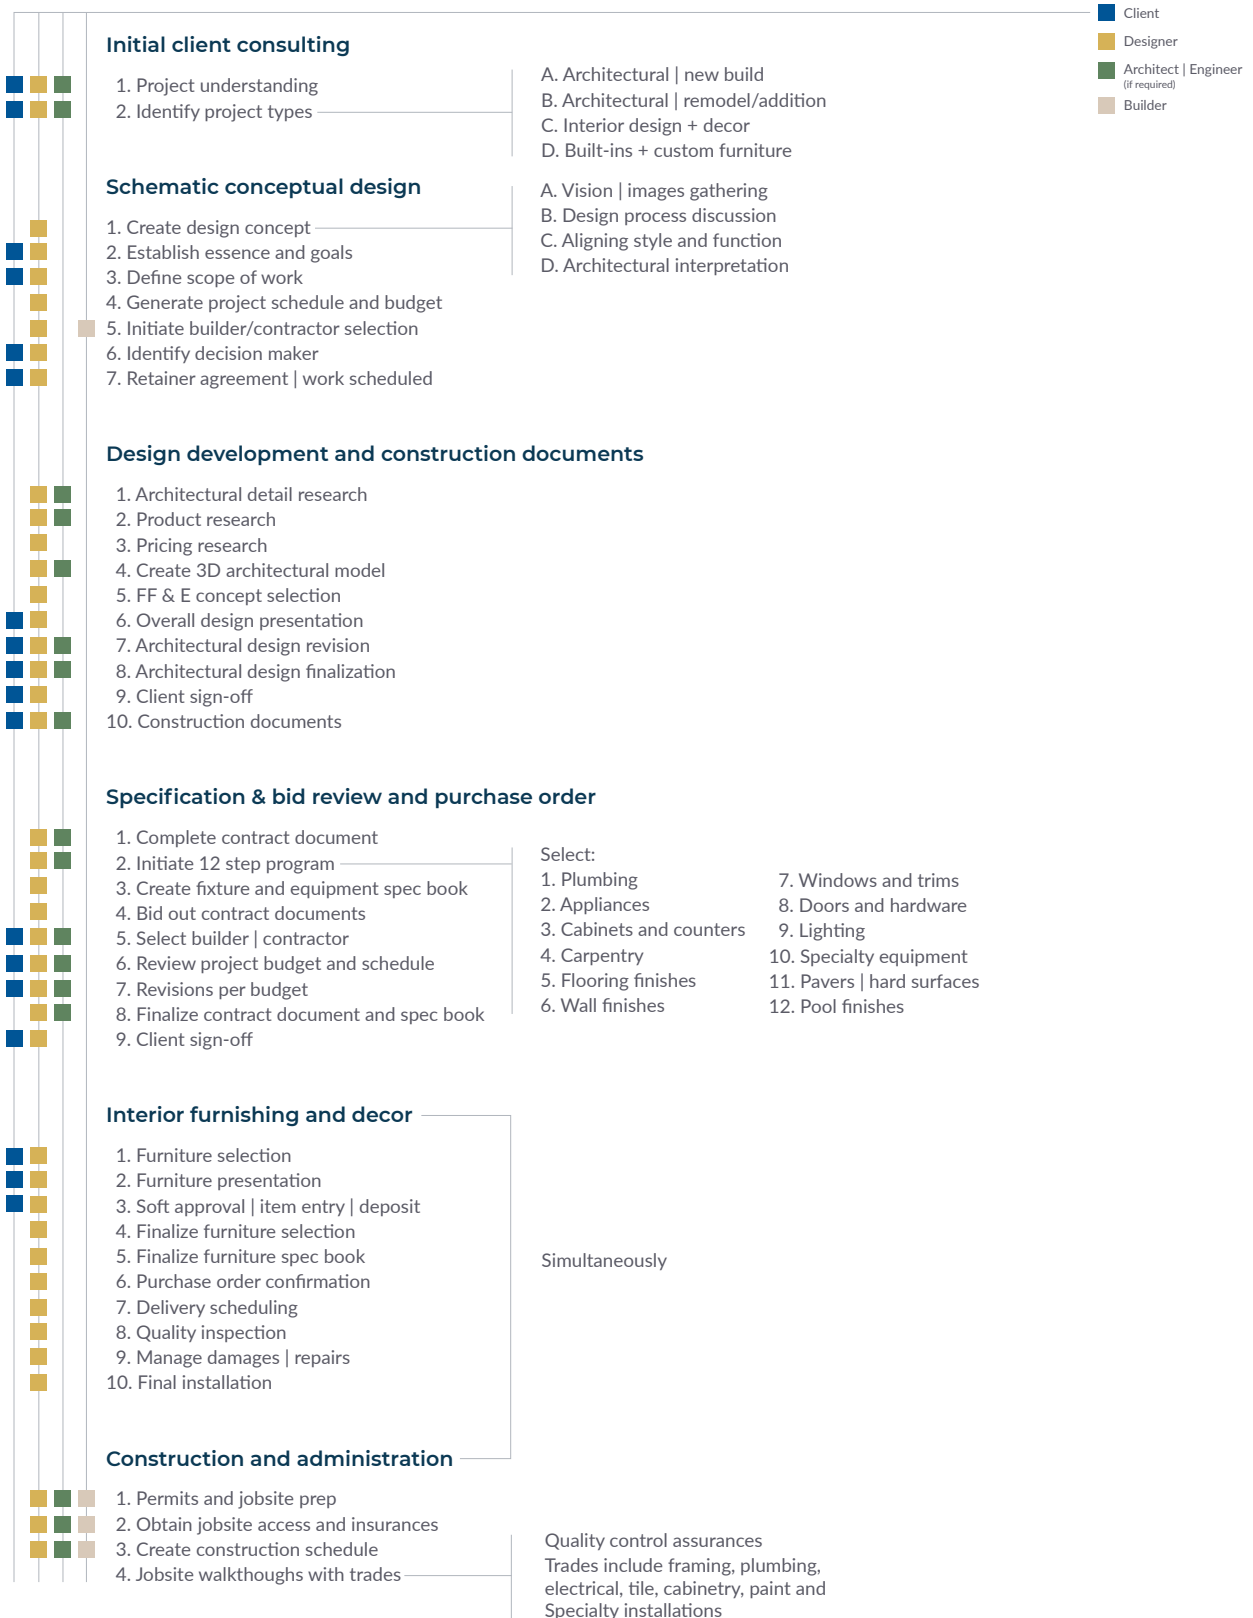 Client
Designer
Architect | Engineer
(if required)
Builder
Initial client consulting
1. Project understanding
2. Identify project types
A. Architectural | new build
B. Architectural | remodel/addition
C. Interior design + decor
D. Built-ins + custom furniture
Schematic conceptual design
1. Create design concept
2. Establish essence and goals
3. Define scope of work
4. Generate project schedule and budget
5. Initiate builder/contractor selection
6. Identify decision maker
7. Retainer agreement | work scheduled
A. Vision | images gathering
B. Design process discussion
C. Aligning style and function
D. Architectural interpretation
Design development and construction documents
1. Architectural detail research
2. Product research
3. Pricing research
4. Create 3D architectural model
5. FF & E concept selection
6. Overall design presentation
7. Architectural design revision
8. Architectural design finalization
9. Client sign-off
10. Construction documents
Specification & bid review and purchase order
1. Complete contract document
2. Initiate 12 step program
3. Create fixture and equipment spec book
4. Bid out contract documents
5. Select builder | contractor
6. Review project budget and schedule
7. Revisions per budget
8. Finalize contract document and spec book
9. Client sign-off
Select:
1. Plumbing
2. Appliances
3. Cabinets and counters
4. Carpentry
5. Flooring finishes
6. Wall finishes
7. Windows and trims
8. Doors and hardware
9. Lighting
10. Specialty equipment
11. Pavers | hard surfaces
12. Pool finishes
Interior furnishing and decor
1. Furniture selection
2. Furniture presentation
3. Soft approval | item entry | deposit
4. Finalize furniture selection
5. Finalize furniture spec book
6. Purchase order confirmation
7. Delivery scheduling
8. Quality inspection
9. Manage damages | repairs
10. Final installation
Simultaneously
Construction and administration
1. Permits and jobsite prep
2. Obtain jobsite access and insurances
3. Create construction schedule
4. Jobsite walkthoughs with trades
Quality control assurances
Trades include framing, plumbing,
electrical, tile, cabinetry, paint and
Specialty installations